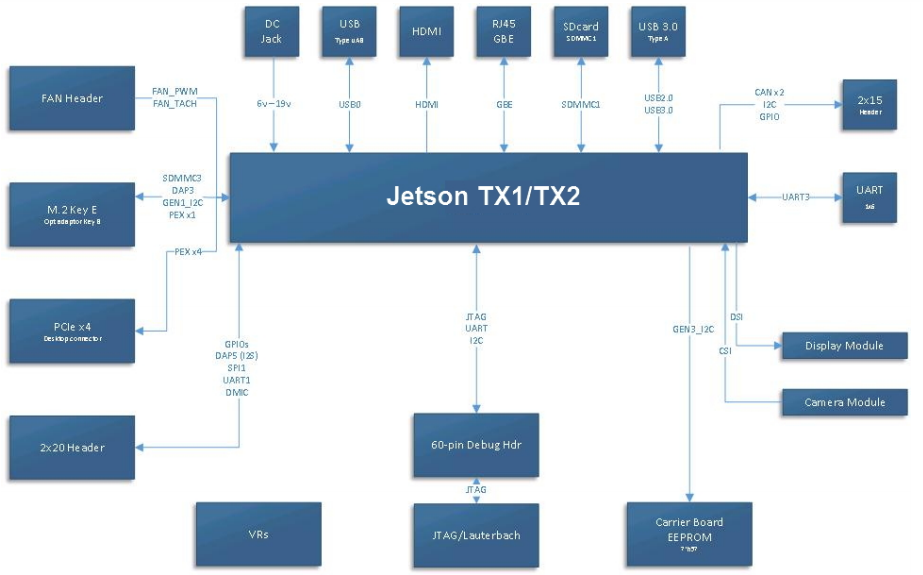 DC
Jack
USB
Type uAB
HDMI
RJ45
GBE
SDcard
SDMMC1
USB 3.0
Type A
FAN Header
FAN_PWM
FAN_TACH
6v-19v
USB0
HDMI
GBE
SDMMC1
USB2.0
USB3.0
CAN x2
I2C
GPIO
2x15
Header
Jetson TX1/TX2
M.2 Key E
Opt adaptor Key B
SDMMC3
DAP3
GEN1_I2C
PEX x1
UART3
UART
1x6
PEX x4
PCIe x4
Desktop connector
GPIOs
DAP5 (I2S)
SPI1
UART1
DMIC
JTAG
UART
I2C
GEN3_I2C
DSI
CSI
Display Module
Camera Module
2x20 Header
60-pin Debug Hdr
JTAG
VRs
JTAG/Lauterbach
Carrier Board
EEPROM